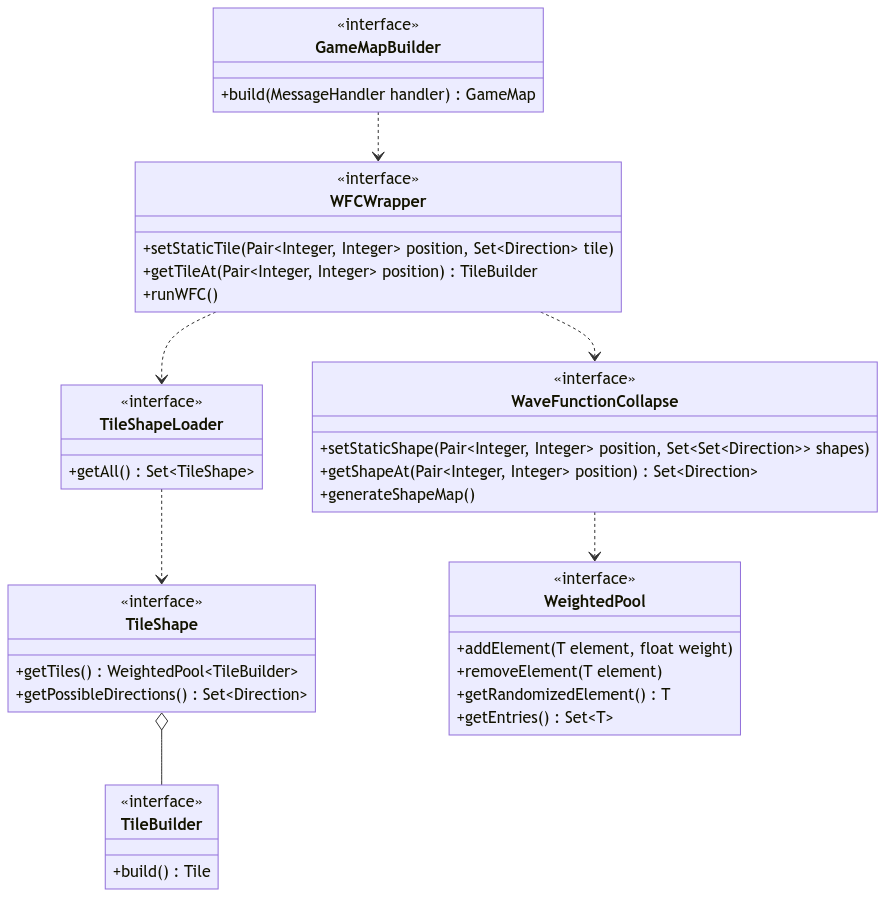 «interface»
GameMapBuilder
+build(MessageHandler handler) : GameMap
«interface»
WFCWrapper
+setStaticTile(Pair<Integer, Integer> position, Set<Direction> tile)
+getTileAt(Pair<Integer, Integer> position) : TileBuilder
+runWFC()
«interface»
TileShapeLoader
+getAll() : Set<TileShape>
«interface»
WaveFunctionCollapse
+setStaticShape(Pair<Integer, Integer> position, Set<Set<Direction>> shapes)
+getShapeAt(Pair<Integer, Integer> position) : Set<Direction>
+generateShapeMap()
«interface»
TileShape
+getTiles() : WeightedPool<TileBuilder>
+getPossibleDirections() : Set<Direction>
«interface»
WeightedPool
+addElement(T element, float weight)
+removeElement(T element)
+getRandomizedElement() : T
+getEntries() : Set<T>
«interface»
TileBuilder
+build() : Tile